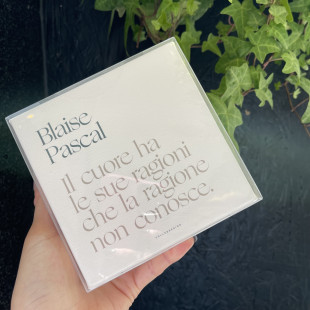 Blaise
Pascal
Il cuore ha
le sue ragioni
che la ragione
non conosce.